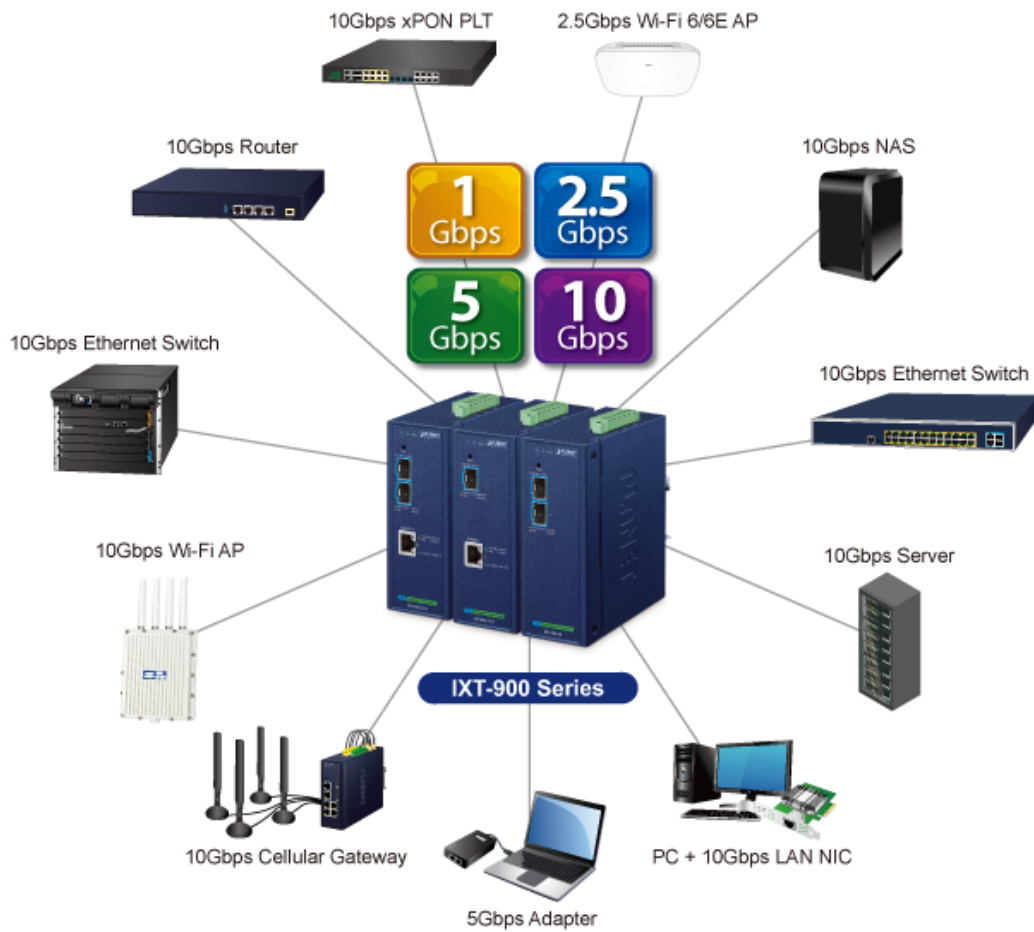 10Gbps xPON PLT
2.5Gbps Wi-Fi 6/6E AP
10Gbps Router
10Gbps NAS
1
Gbps
2.5
Gbps
5
Gbps
10
Gbps
10Gbps Ethernet Switch
10Gbps Ethernet Switch
PLANET
10Gbps Wi-Fi AP
10Gbps Server
IXT-900 Series
10Gbps Cellular Gateway
PC + 10Gbps LAN NIC
5Gbps Adapter